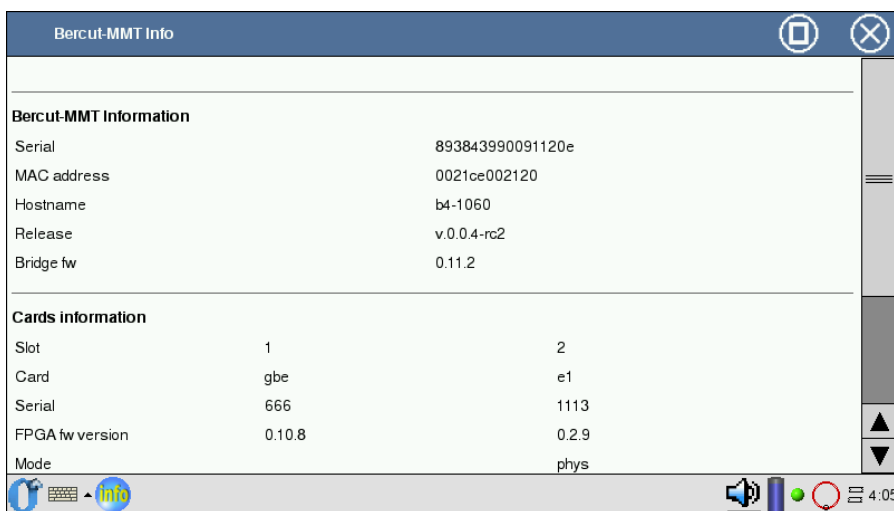 Bercut-MMT Info
Bercut-MMT Information
Serial 893843990091120e
MAC address 0021ce002120
Hostname b4-1060
Release v.0.0.4-rc2
Bridge fw 0.11.2
Cards information
Slot 1 2
Card gbe e1
Serial 666 1113
FPGA fw version 0.10.8 0.2.9
Mode phys
info 4:05